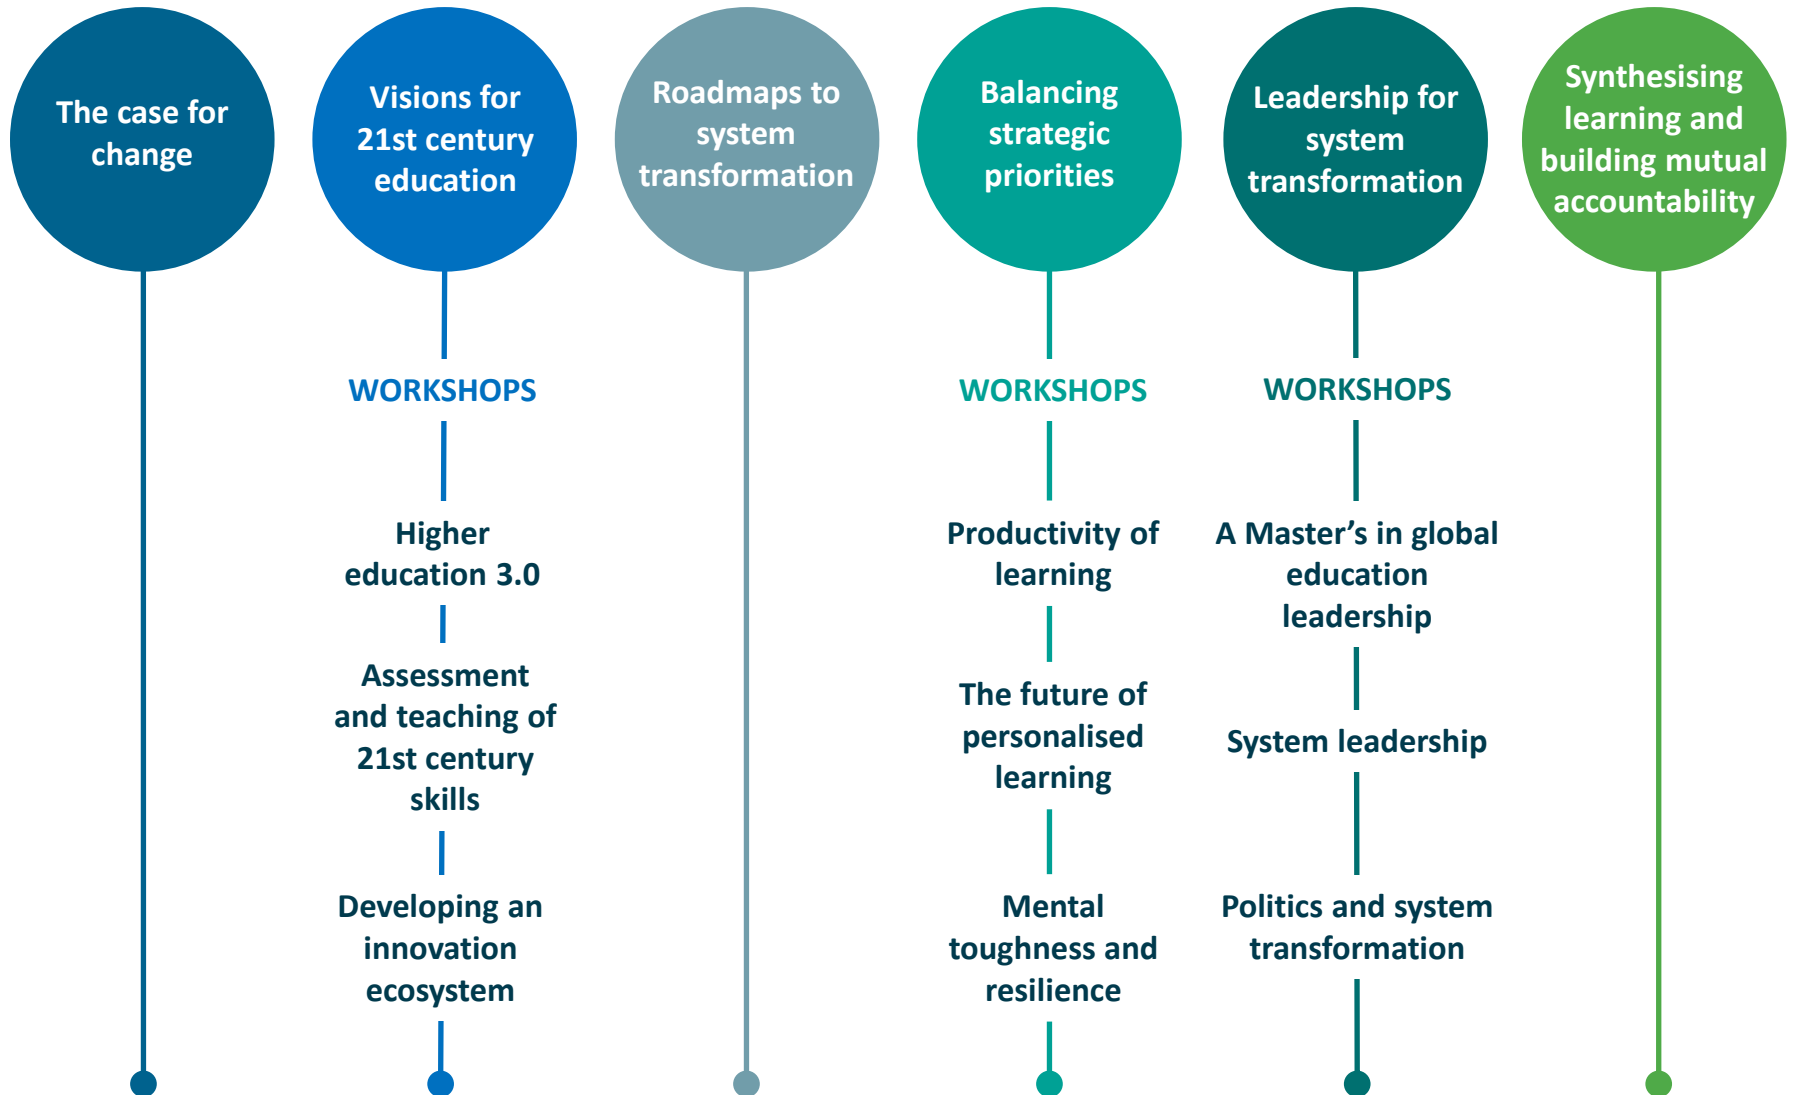 The case for
change
Visions for
21st century
education
Roadmaps to
system
transformation
Balancing
strategic
priorities
Leadership for
system
transformation
Synthesising
learning and
building mutual
accountability
WORKSHOPS
Higher
education 3.0
Assessment
and teaching of
21st century
skills
Developing an
innovation
ecosystem
WORKSHOPS
Productivity of
learning
The future of
personalised
learning
Mental
toughness and
resilience
WORKSHOPS
A Master’s in global
education
leadership
System leadership
Politics and system
transformation